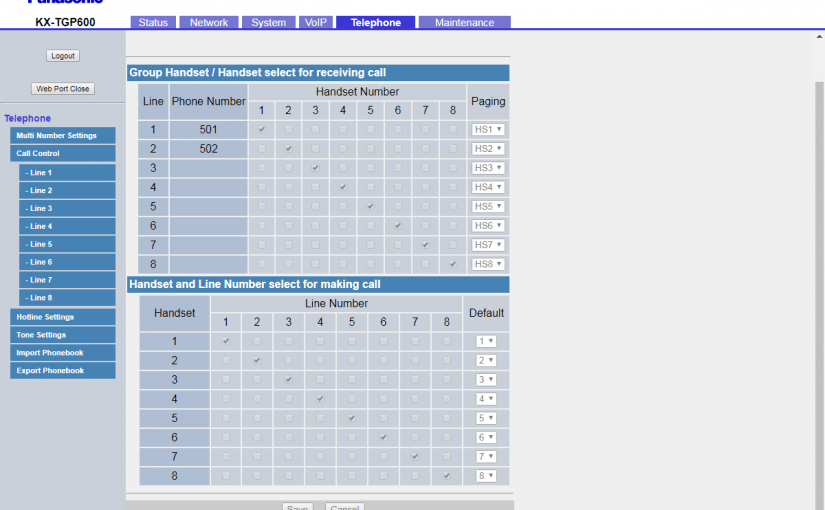 Panasonic
KX-TGP600
Status Network System VoIP Telephone Maintenance
Logout
Web Port Close
Telephone
Multi Number Settings
Call Control
- Line 1
- Line 2
- Line 3
- Line 4
- Line 5
- Line 6
- Line 7
- Line 8
Hotline Settings
Tone Settings
Import Phonebook
Export Phonebook
Group Handset / Handset select for receiving call
Line Phone Number Handset Number Paging
1 2 3 4 5 6 7 8
1 501 HS1
2 502 HS2
3 HS3
4 HS4
5 HS5
6 HS6
7 HS7
8 HS8
Handset and Line Number select for making call
Handset Line Number Default
1 2 3 4 5 6 7 8
1 1
2 2
3 3
4 4
5 5
6 6
7 7
8 8
Save Cancel